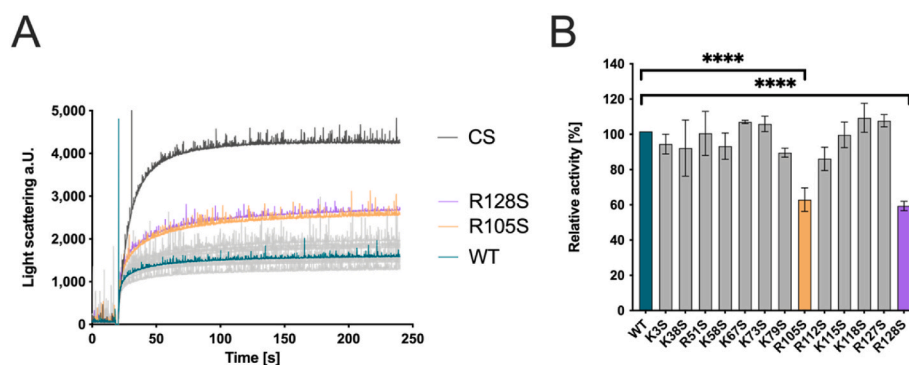 A
Light scattering a.U.
5,000
4,000
3,000
2,000
1,000
0
0 50 100 150 200 250
Time [s]
CS
R128S
R105S
WT
B
****
****
Relative activity [%]
140
120
100
80
60
40
20
0
WT K3S K38S R51S K58S K67S K73S K79S R105S R112S K115S K118S R127S R128S